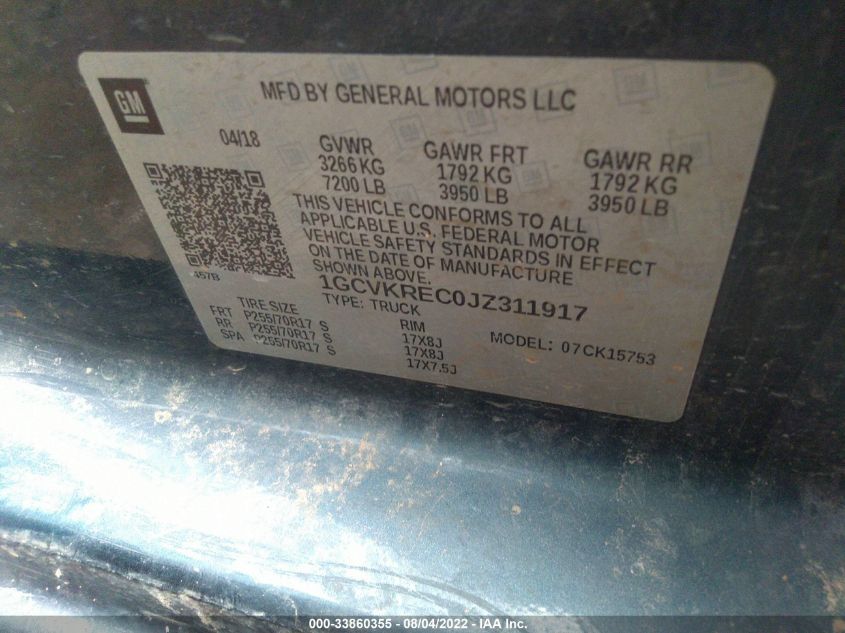 GM
MFD BY GENERAL MOTORS LLC
04/18
GVWR GAWR FRT GAWR RR
3266 KG 1792 KG 1792 KG
7200 LB 3950 LB 3950 LB
THIS VEHICLE CONFORMS TO ALL
APPLICABLE U.S. FEDERAL MOTOR
VEHICLE SAFETY STANDARDS IN EFFECT
ON THE DATE OF MANUFACTURE
SHOWN ABOVE.
457B
1GCVKREC0JZ311917
TYPE: TRUCK
TIRE SIZE RIM
FRT P255/70R17 S 17X8J
RR P255/70R17 S 17X8J
SPA P255/70R17 S 17X7.5J
MODEL: 07CK15753
000-33860355 - 08/04/2022 - IAA Inc.